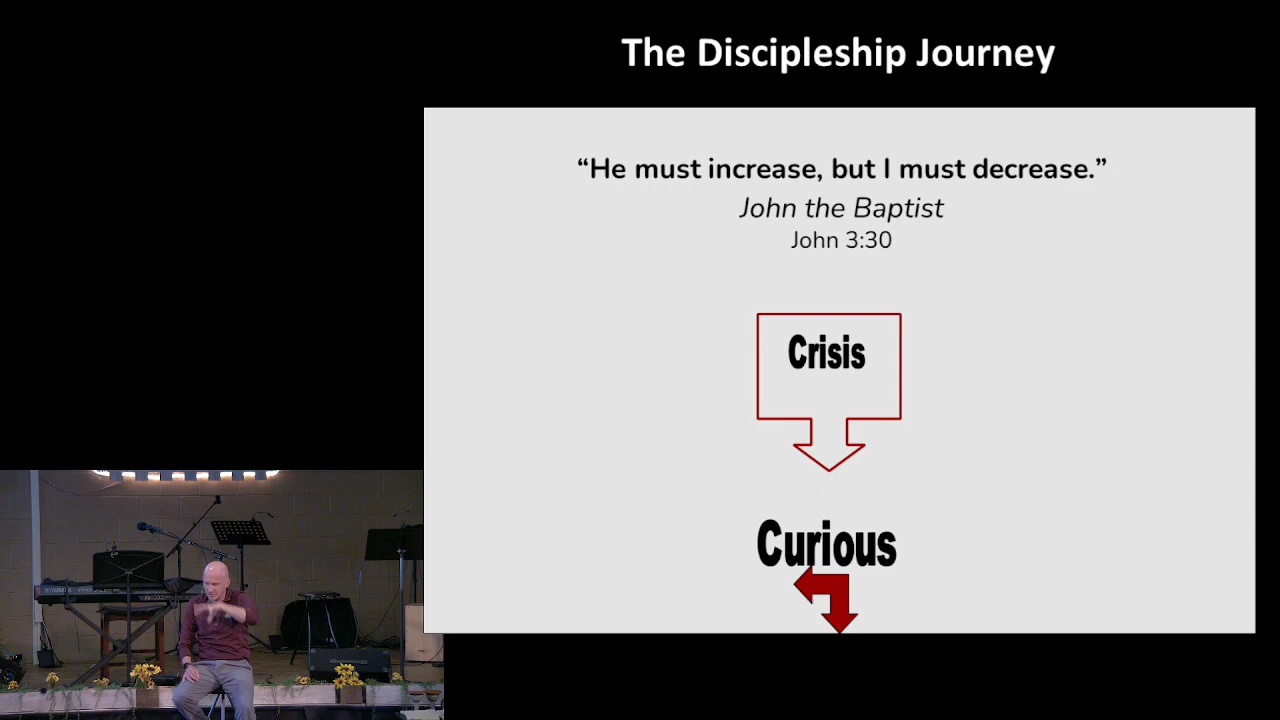 The Discipleship Journey
“He must increase, but I must decrease.”
John the Baptist
John 3:30
Crisis
Curious